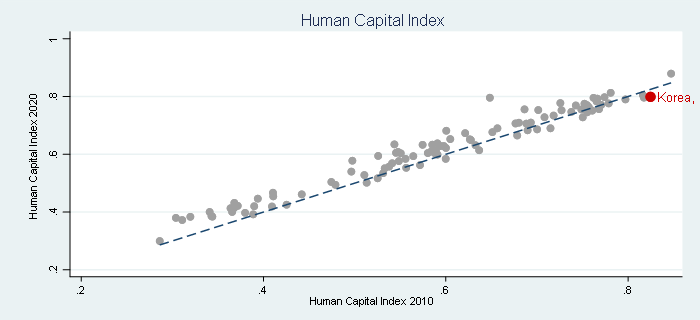 Human Capital Index
Human Capital Index 2020
1
.8
.6
.4
.2
Korea,
.2
.4
.6
.8
Human Capital Index 2010